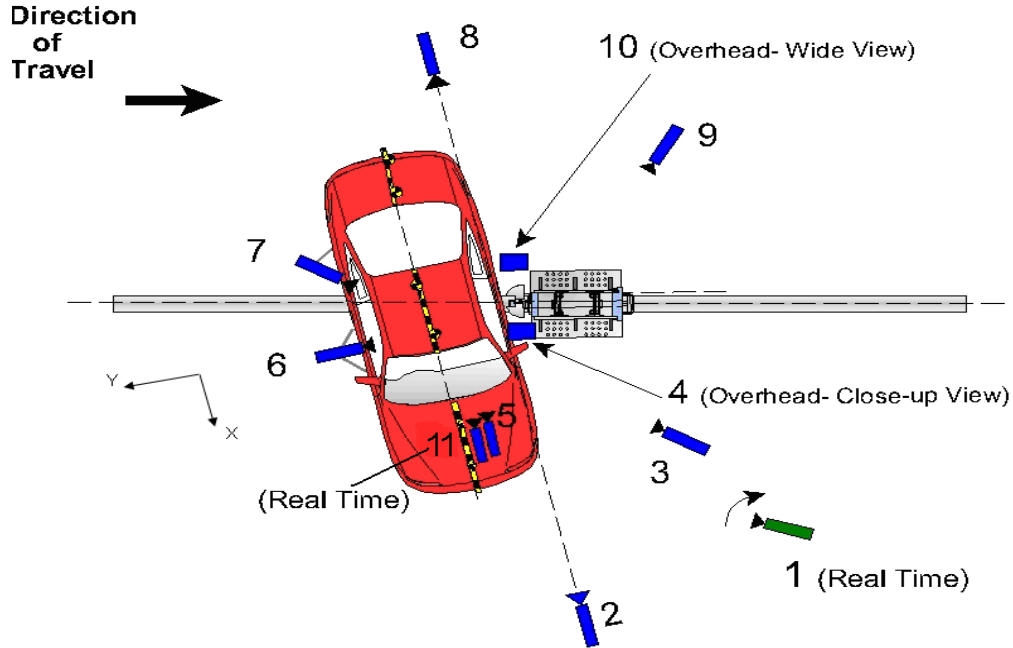 Direction
of
Travel
8
10 (Overhead- Wide View)
9
7
6
Y
X
4 (Overhead- Close-up View)
5
11
(Real Time)
3
1 (Real Time)
2